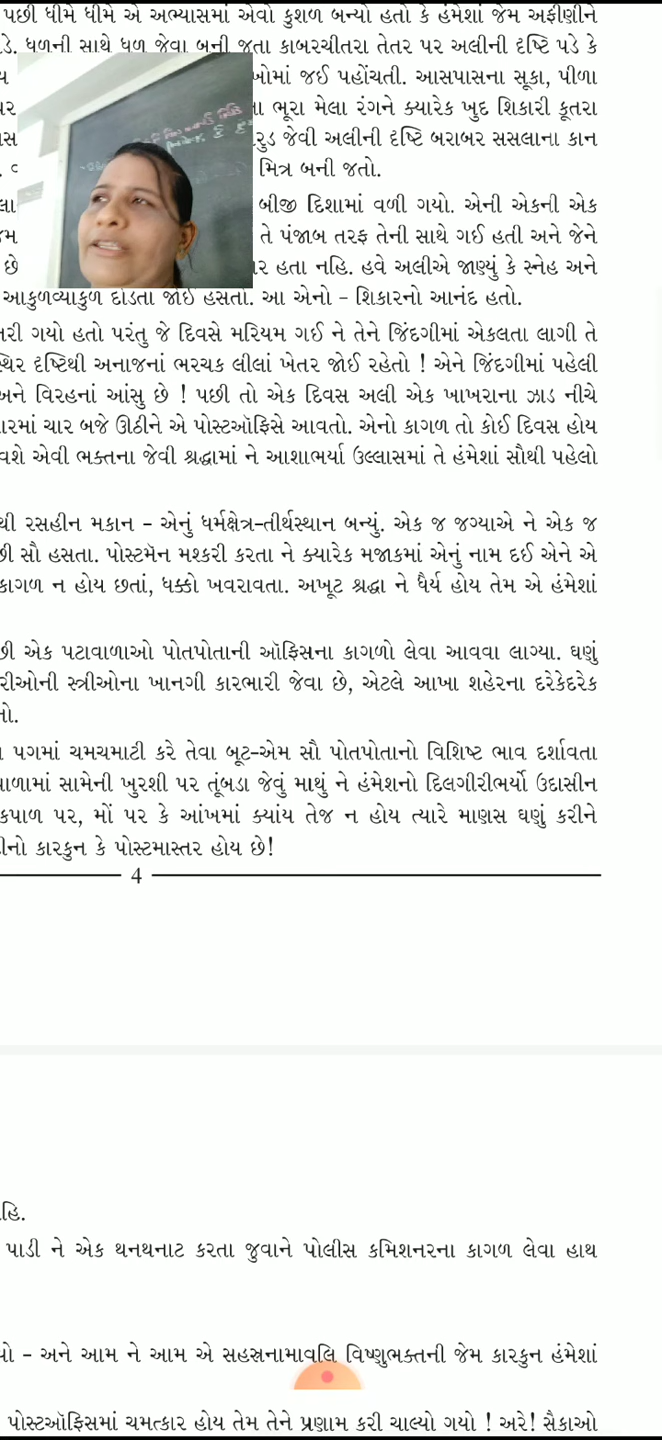 પછી ધીમે ધીમે એ અભ્યાસમાં એવો કુશળ બન્યો હતો કે હંમેશાં જેમ અફીણીને
ડે. ધૂળની સાથે ધૂળ જેવા બની જતા કાબરચીતરા તેતર પર અલીની દૃષ્ટિ પડે કે
ય ખોમાં જઈ પહોંચતી. આસપાસના સૂકા, પીળા
પર ના ભૂરા મેલા રંગને ક્યારેક ખુદ શિકારી કૂતરા
સ રુડ જેવી અલીની દૃષ્ટિ બરાબર સસલાના કાન
મિત્ર બની જતો.
લા બીજી દિશામાં વળી ગયો. એની એકની એક
મ તે પંજાબ તરફ તેની સાથે ગઈ હતી અને જેને
છે ર હતા નહિ. હવે અલીએ જાણ્યું કે સ્નેહ અને
આકુળવ્યાકુળ દોડતા જોઈ હસતો. આ એનો - શિકારનો આનંદ હતો.
તરી ગયો હતો પરંતુ જે દિવસે મરિયમ ગઈ ને તેને જિંદગીમાં એકલતા લાગી તે
સ્થિર દૃષ્ટિથી અનાજનાં ભરચક લીલાં ખેતર જોઈ રહેતો ! એને જિંદગીમાં પહેલી
અને વિરહનાં આંસુ છે ! પછી તો એક દિવસ અલી એક ખાખરાના ઝાડ નીચે
ારમાં ચાર બજે ઊઠીને એ પોસ્ટઑફિસે આવતો. એનો કાગળ તો કોઈ દિવસ હોય
વશે એવી ભક્તના જેવી શ્રદ્ધામાં ને આશાભર્યા ઉલ્લાસમાં તે હંમેશાં સૌથી પહેલો
થી રસહીન મકાન - એનું ધર્મક્ષેત્ર-તીર્થસ્થાન બન્યું. એક જ જગ્યાએ ને એક જ
છી સૌ હસતા. પોસ્ટમૅન મશ્કરી કરતા ને ક્યારેક મજાકમાં એનું નામ દઈ એને એ
કાગળ ન હોય છતાં, ધક્કો ખવરાવતા. અખૂટ શ્રદ્ધા ને ધૈર્ય હોય તેમ એ હંમેશાં
છી એક પટાવાળાઓ પોતપોતાની ઑફિસના કાગળો લેવા આવવા લાગ્યા. ઘણું
રીઓની સ્ત્રીઓના ખાનગી કારભારી જેવા છે, એટલે આખા શહેરના દરેકેદરેક
તો.
પગમાં ચમચમાટી કરે તેવા બૂટ-એમ સૌ પોતપોતાનો વિશિષ્ટ ભાવ દર્શાવતા
ાળામાં સામેની ખુરશી પર તૂંબડા જેવું માથું ને હંમેશનો દિલગીરીભર્યો ઉદાસીન
કપાળ પર, મોં પર કે આંખમાં ક્યાંય તેજ ન હોય ત્યારે માણસ ઘણું કરીને
ીનો કારકુન કે પોસ્ટમાસ્તર હોય છે!
4
હિ.
પાડી ને એક થનથનાટ કરતા જુવાને પોલીસ કમિશનરના કાગળ લેવા હાથ
યો - અને આમ ને આમ એ સહસ્રનામાવલિ વિષ્ણુભક્તની જેમ કારકુન હંમેશાં
પોસ્ટઑફિસમાં ચમત્કાર હોય તેમ તેને પ્રણામ કરી ચાલ્યો ગયો ! અરે! સૈકાઓ